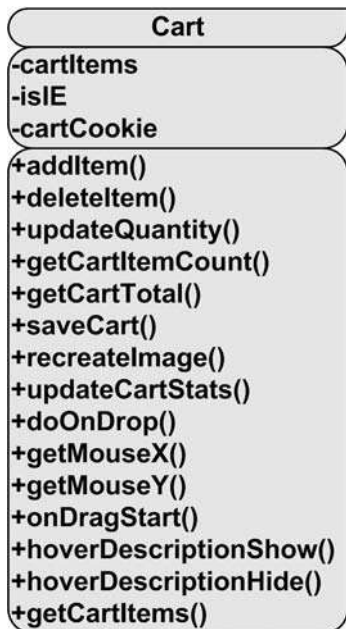 Cart
-cartItems
-isIE
-cartCookie
+addItem()
+deleteItem()
+updateQuantity()
+getCartItemCount()
+getCartTotal()
+saveCart()
+recreateImage()
+updateCartStats()
+doOnDrop()
+getMouseX()
+getMouseY()
+onDragStart()
+hoverDescriptionShow()
+hoverDescriptionHide()
+getCartItems()